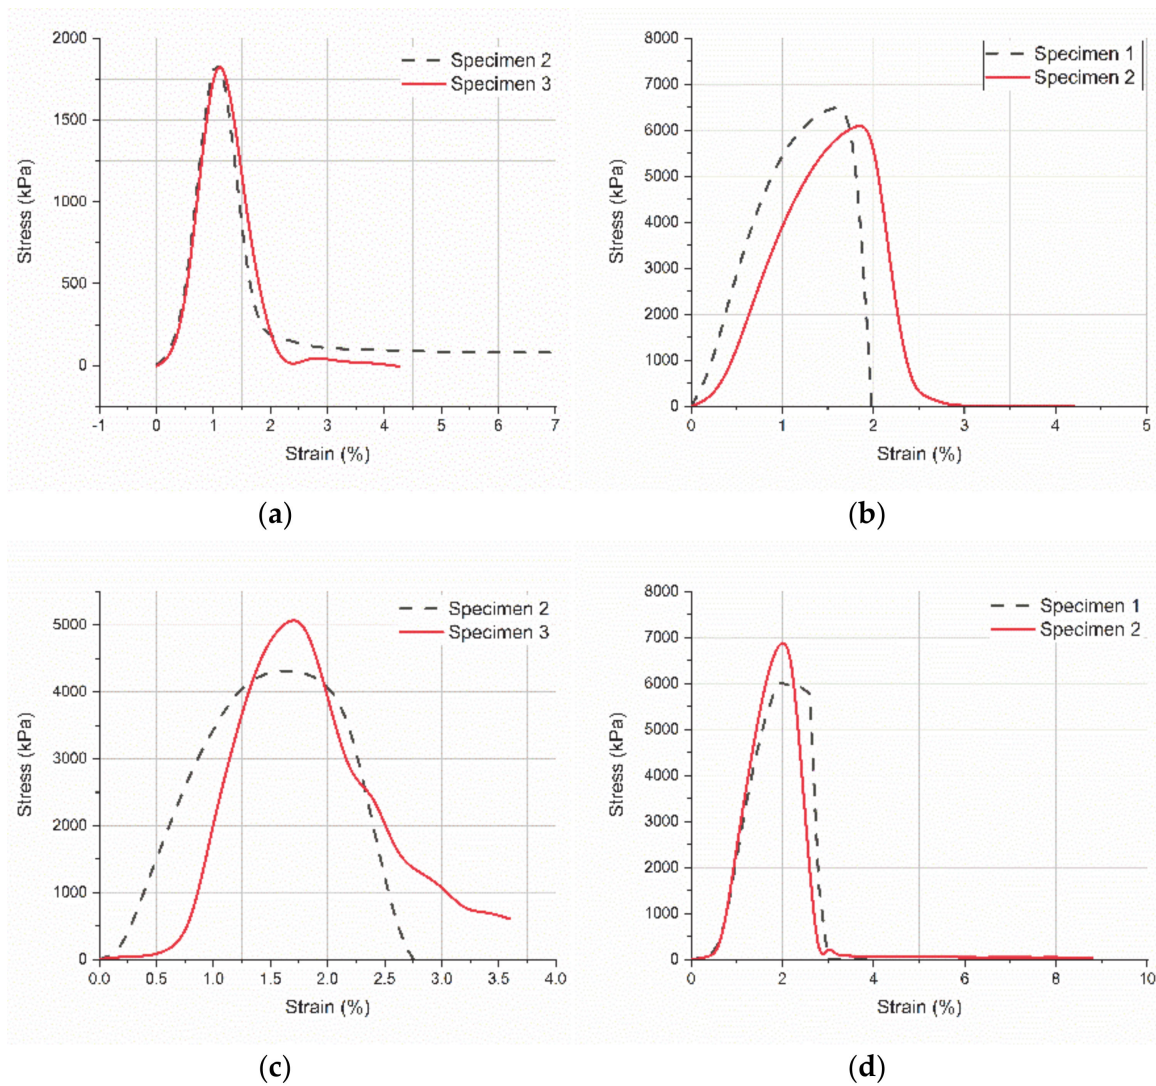 2000
1500
1000
500
0
Stress (kPa)
-1 0 1 2 3 4 5 6 7
Strain (%)
Specimen 2
Specimen 3
(a)
8000
7000
6000
5000
4000
3000
2000
1000
0
Stress (kPa)
0 1 2 3 4 5
Strain (%)
Specimen 1
Specimen 2
(b)
5000
4000
3000
2000
1000
0
Stress (kPa)
0.0 0.5 1.0 1.5 2.0 2.5 3.0 3.5 4.0
Strain (%)
Specimen 2
Specimen 3
(c)
8000
7000
6000
5000
4000
3000
2000
1000
0
Stress (kPa)
0 2 4 6 8 10
Strain (%)
Specimen 1
Specimen 2
(d)